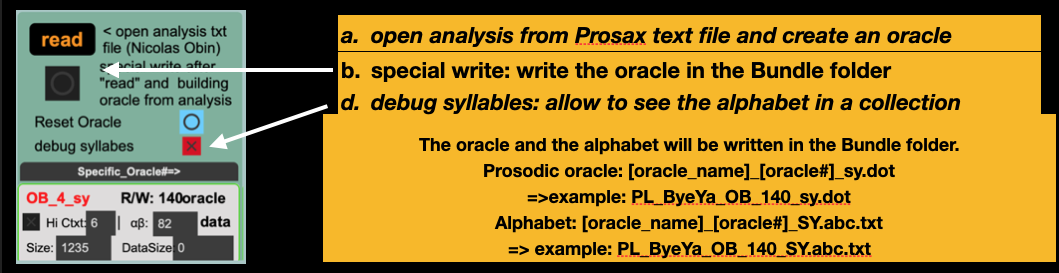 read
< open analysis txt
file (Nicolas Obin)
special write after
"read" and building
oracle from analysis
Reset Oracle
debug syllabes
Specific_Oracle#=>
OB_4_sy R/W: 140oracle
Hi Ctxt: 6 | αβ: 82 data
Size: 1235 DataSize: 0
a. open analysis from Prosax text file and create an oracle
b. special write: write the oracle in the Bundle folder
d. debug syllables: allow to see the alphabet in a collection
The oracle and the alphabet will be written in the Bundle folder.
Prosodic oracle: [oracle_name]_[oracle#]_sy.dot
=>example: PL_ByeYa_OB_140_sy.dot
Alphabet: [oracle_name]_[oracle#]_SY.abc.txt
=> example: PL_ByeYa_OB_140_SY.abc.txt